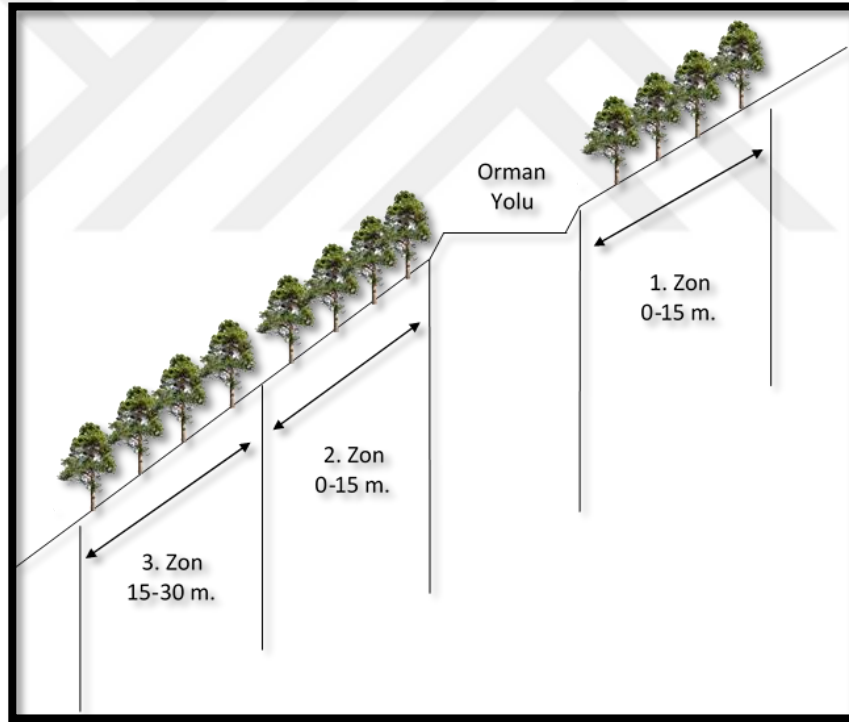 Orman
Yolu
1. Zon
0-15 m.
2. Zon
0-15 m.
3. Zon
15-30 m.